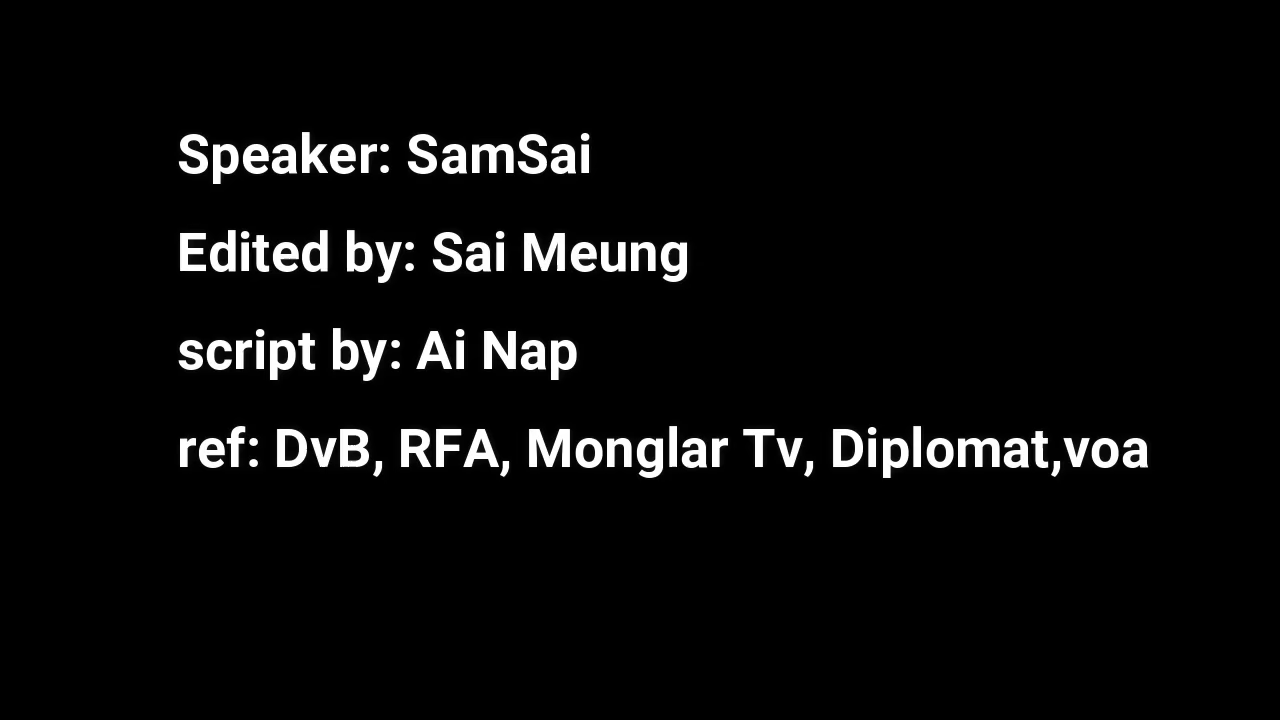 Speaker: SamSai
Edited by: Sai Meung
script by: Ai Nap
ref: DvB, RFA, Monglar Tv, Diplomat,voa